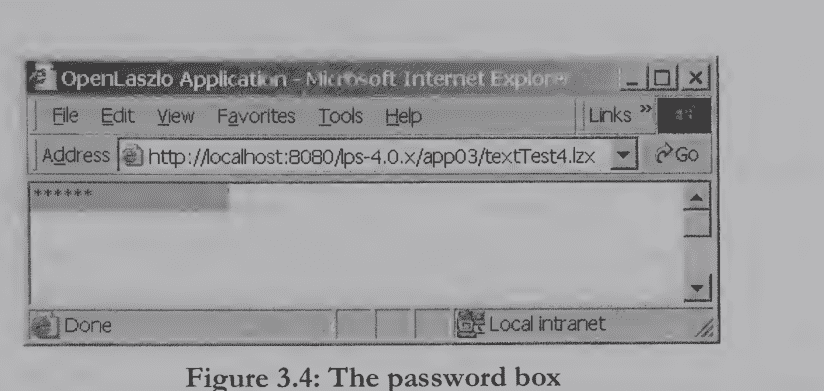 OpenLaszlo Application - Microsoft Internet Explorer
File Edit View Favorites Tools Help Links »
Address http://localhost:8080/lps-4.0.x/app03/textTest4.lzx Go
******
Done Local intranet
Figure 3.4: The password box